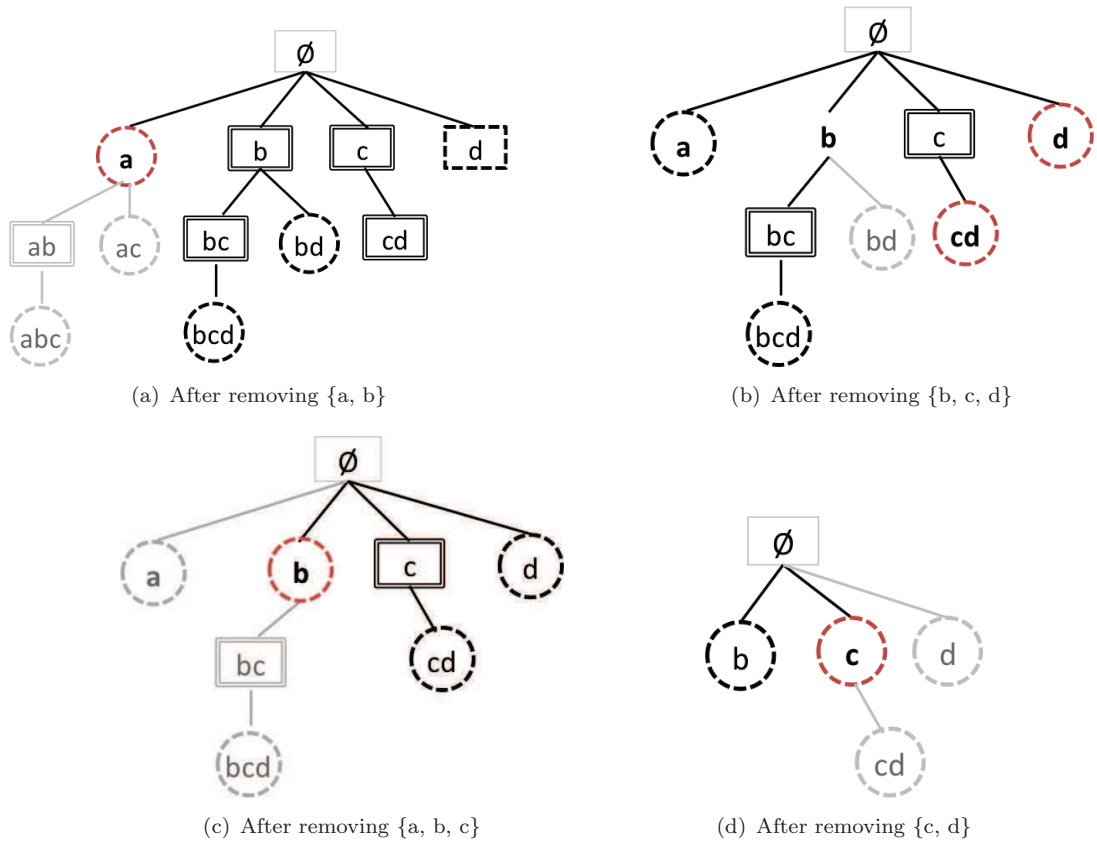 ∅
a b c d
ab ac bc bd cd
abc bcd
(a) After removing {a, b}
∅
a b c d
bc bd cd
bcd
(b) After removing {b, c, d}
∅
a b c d
bc cd
bcd
(c) After removing {a, b, c}
∅
b c d
cd
(d) After removing {c, d}